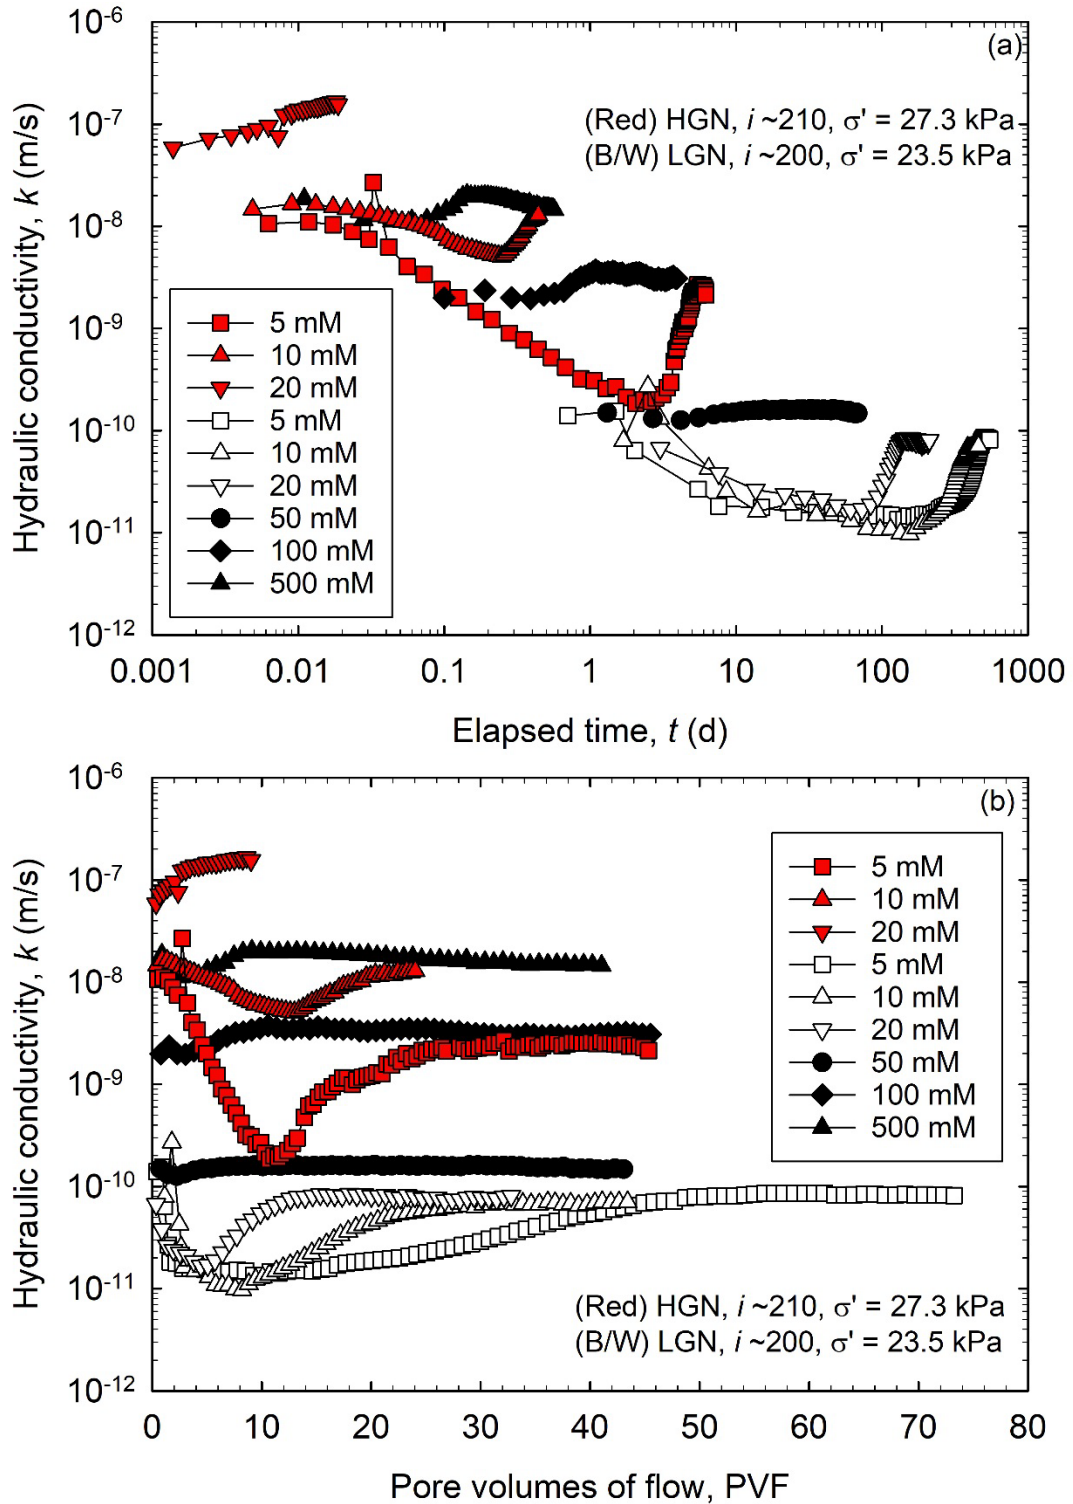 (a)
Hydraulic conductivity, k (m/s)
10-6
10-7
10-8
10-9
10-10
10-11
10-12
(Red) HGN, i ~210, σ' = 27.3 kPa
(B/W) LGN, i ~200, σ' = 23.5 kPa
5 mM
10 mM
20 mM
5 mM
10 mM
20 mM
50 mM
100 mM
500 mM
0.001 0.01 0.1 1 10 100 1000
Elapsed time, t (d)
(b)
Hydraulic conductivity, k (m/s)
10-6
10-7
10-8
10-9
10-10
10-11
10-12
5 mM
10 mM
20 mM
5 mM
10 mM
20 mM
50 mM
100 mM
500 mM
(Red) HGN, i ~210, σ' = 27.3 kPa
(B/W) LGN, i ~200, σ' = 23.5 kPa
0 10 20 30 40 50 60 70 80
Pore volumes of flow, PVF